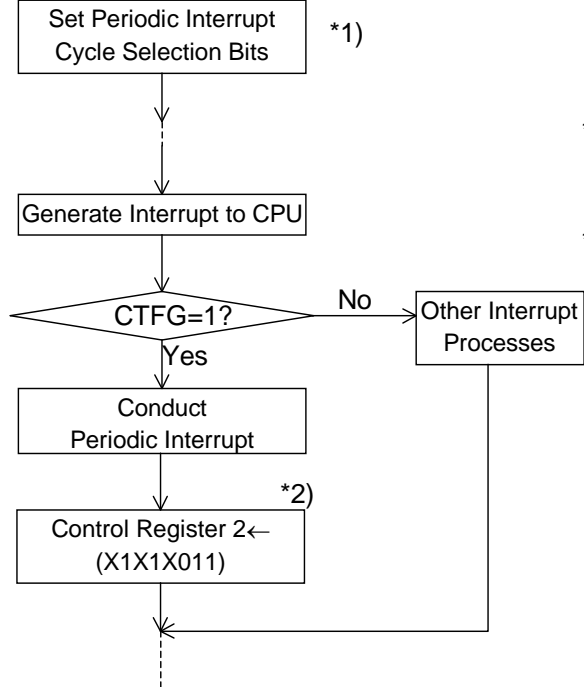 Set Periodic Interrupt
Cycle Selection Bits
*1)
Generate Interrupt to CPU
CTFG=1?
No
Other Interrupt
Processes
Yes
Conduct
Periodic Interrupt
*2)
Control Register 2←
(X1X1X011)